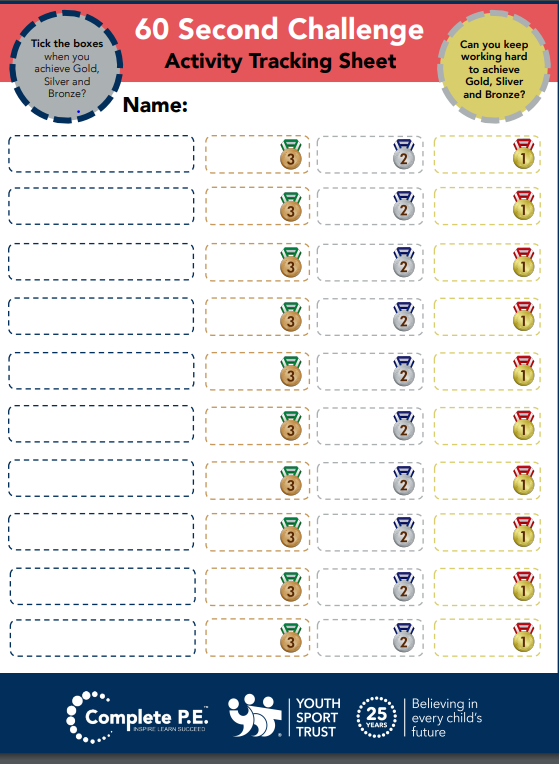 60 Second Challenge
Activity Tracking Sheet
Tick the boxes
when you
achieve Gold,
Silver and
Bronze?
Can you keep
working hard
to achieve
Gold, Sliver
and Bronze?
Name:
3 2 1
3 2 1
3 2 1
3 2 1
3 2 1
3 2 1
3 2 1
3 2 1
3 2 1
3 2 1
Complete P.E.™
INSPIRE LEARN SUCCEED
®
YOUTH
SPORT
TRUST
25
YEARS
Believing in
every child's
future